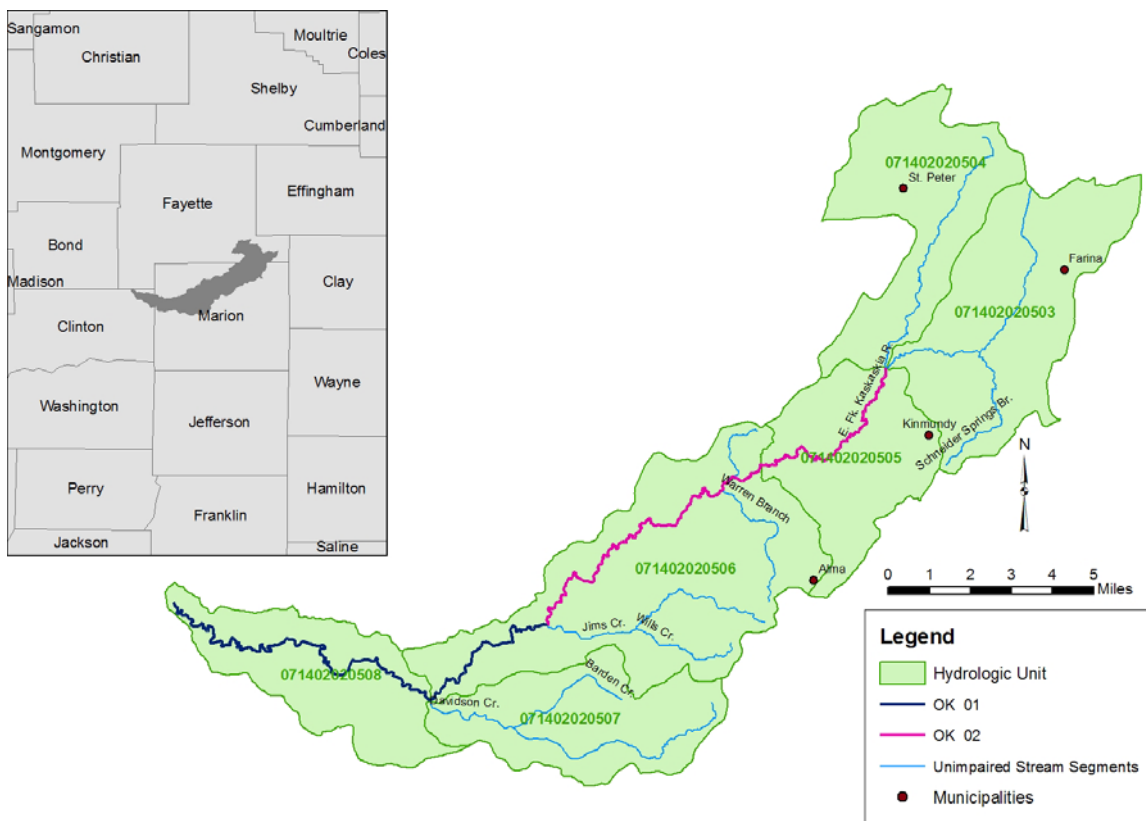 Sangamon
Christian
Moultrie
Coles
Shelby
Cumberland
Montgomery
Effingham
Fayette
Bond
Madison
Clay
Marion
Clinton
Wayne
Washington
Jefferson
Perry
Hamilton
Franklin
Jackson
Saline
071402020504
St. Peter
Farina
071402020503
E. Fk. Kaskaskia R.
Kinmundy
Schneider Springs Br.
071402020505
Warren Branch
N
Alma
071402020506
0 1 2 3 4 5
Miles
Jims Cr.
Wills Cr.
Barden Cr.
071402020508
Davidson Cr.
071402020507
Legend
Hydrologic Unit
OK 01
OK 02
Unimpaired Stream Segments
Municipalities